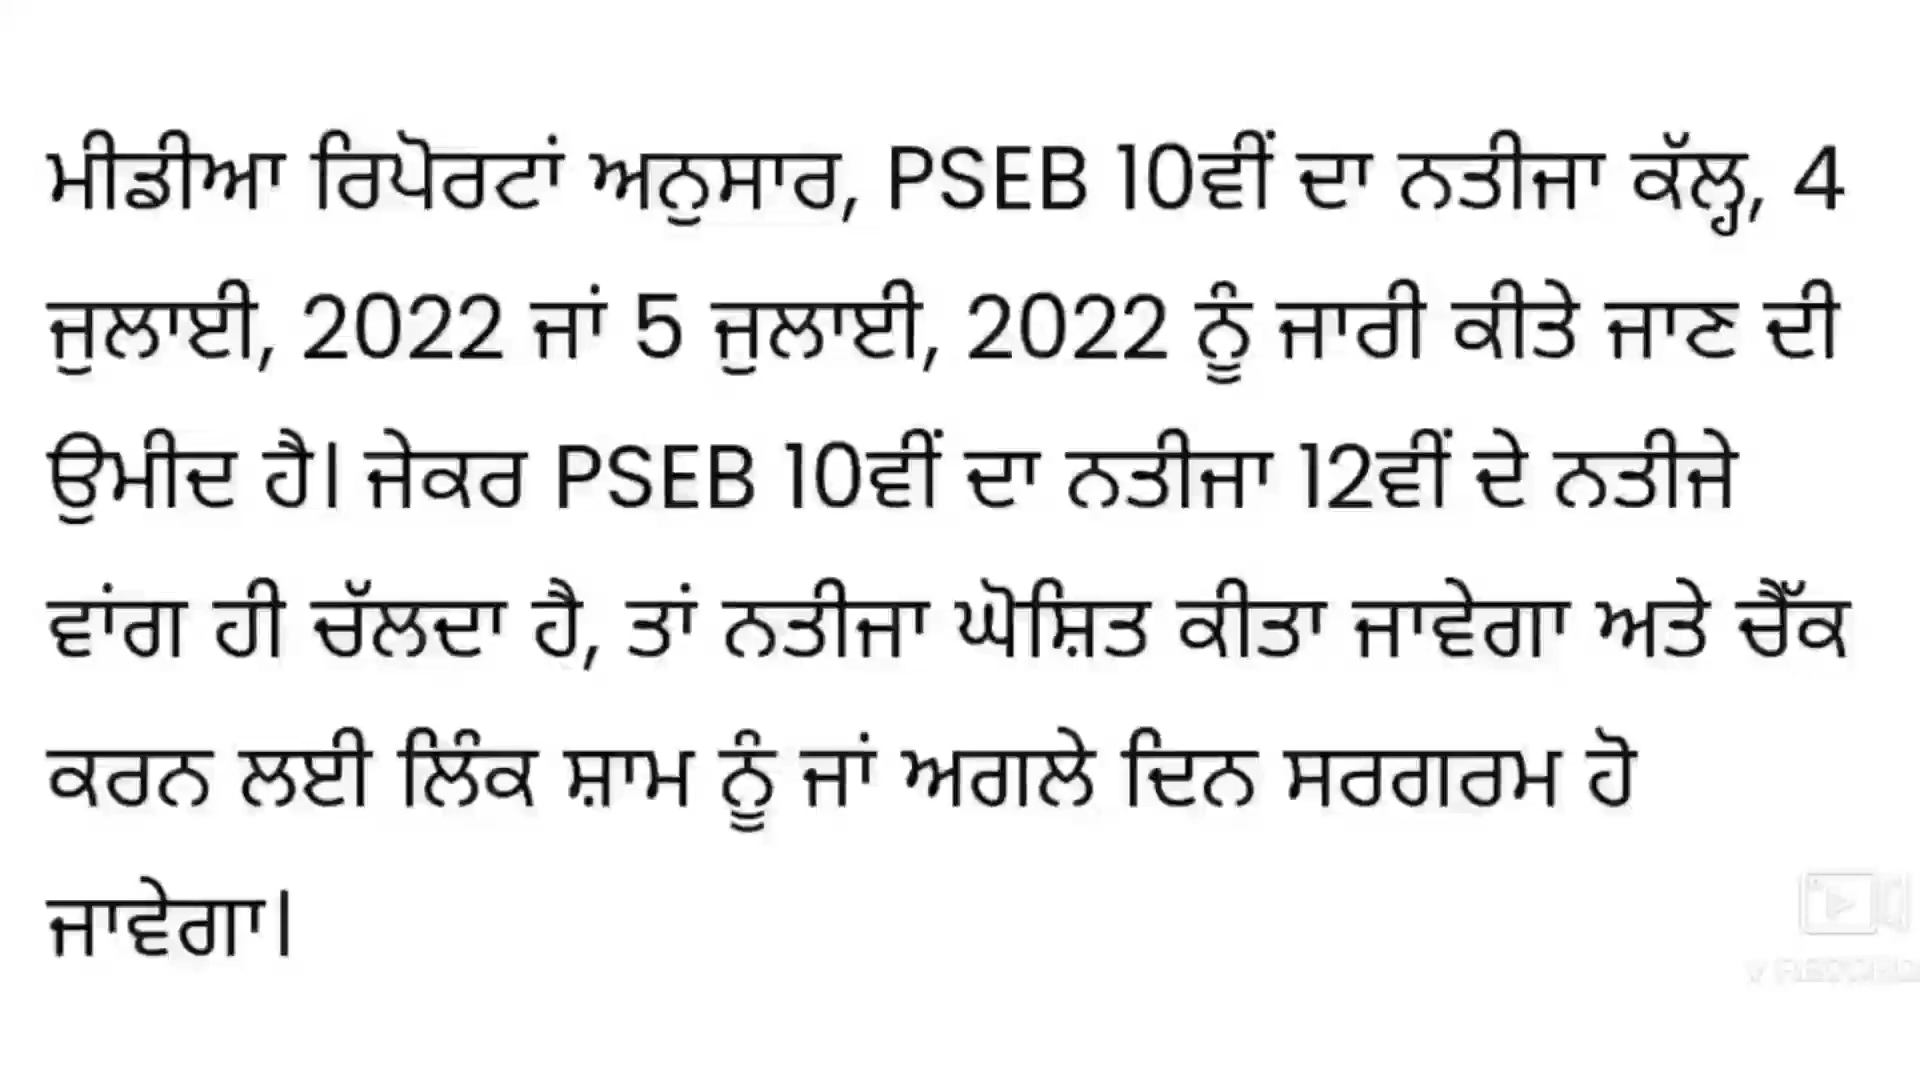 ਮੀਡੀਆ ਰਿਪੋਰਟਾਂ ਅਨੁਸਾਰ, PSEB 10ਵੀਂ ਦਾ ਨਤੀਜਾ ਕੱਲ੍ਹ, 4
ਜੁਲਾਈ, 2022 ਜਾਂ 5 ਜੁਲਾਈ, 2022 ਨੂੰ ਜਾਰੀ ਕੀਤੇ ਜਾਣ ਦੀ
ਉਮੀਦ ਹੈ। ਜੇਕਰ PSEB 10ਵੀਂ ਦਾ ਨਤੀਜਾ 12ਵੀਂ ਦੇ ਨਤੀਜੇ
ਵਾਂਗ ਹੀ ਚੱਲਦਾ ਹੈ, ਤਾਂ ਨਤੀਜਾ ਘੋਸ਼ਿਤ ਕੀਤਾ ਜਾਵੇਗਾ ਅਤੇ ਚੈੱਕ
ਕਰਨ ਲਈ ਲਿੰਕ ਸ਼ਾਮ ਨੂੰ ਜਾਂ ਅਗਲੇ ਦਿਨ ਸਰਗਰਮ ਹੋ
ਜਾਵੇਗਾ।